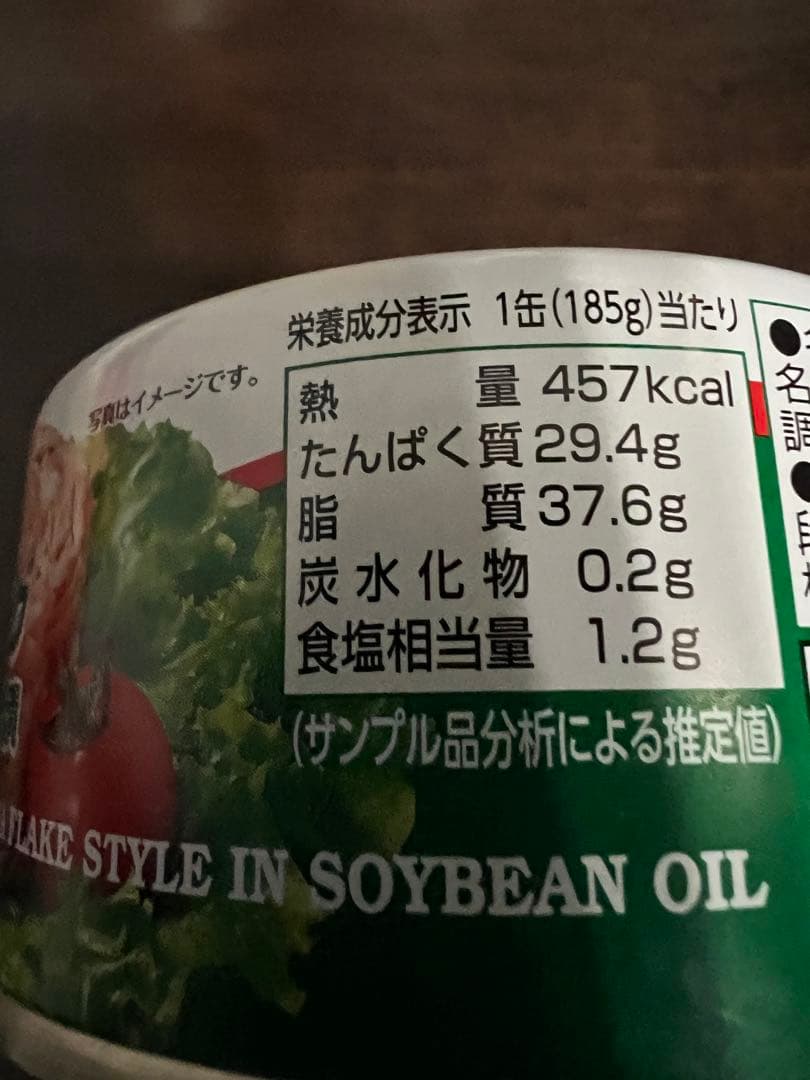 栄養成分表示 1缶(185g)当たり
写真はイメージです。
熱量 457kcal
たんぱく質 29.4g
脂質 37.6g
炭水化物 0.2g
食塩相当量 1.2g
(サンプル品分析による推定値)
FLAKE STYLE IN SOYBEAN OIL
名
調
段